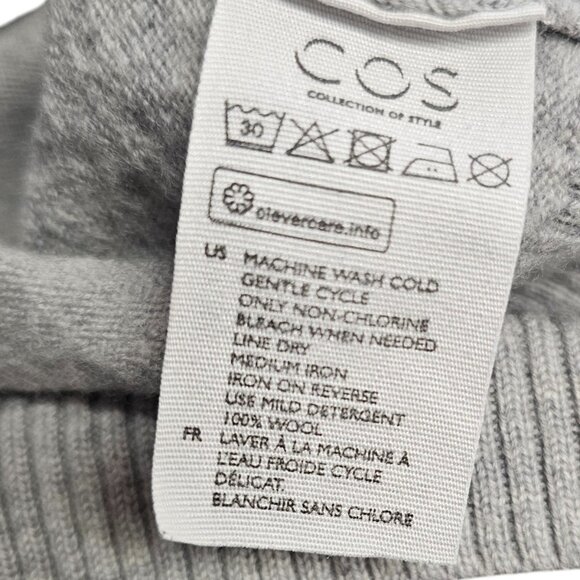 COS
COLLECTION OF STYLE
30
clevercare.info
US MACHINE WASH COLD
GENTLE CYCLE
ONLY NON-CHLORINE
BLEACH WHEN NEEDED
LINE DRY
MEDIUM IRON
IRON ON REVERSE
USE MILD DETERGENT
100% WOOL
FR LAVER À LA MACHINE À
L'EAU FROIDE CYCLE
DÉLICAT.
BLANCHIR SANS CHLORE